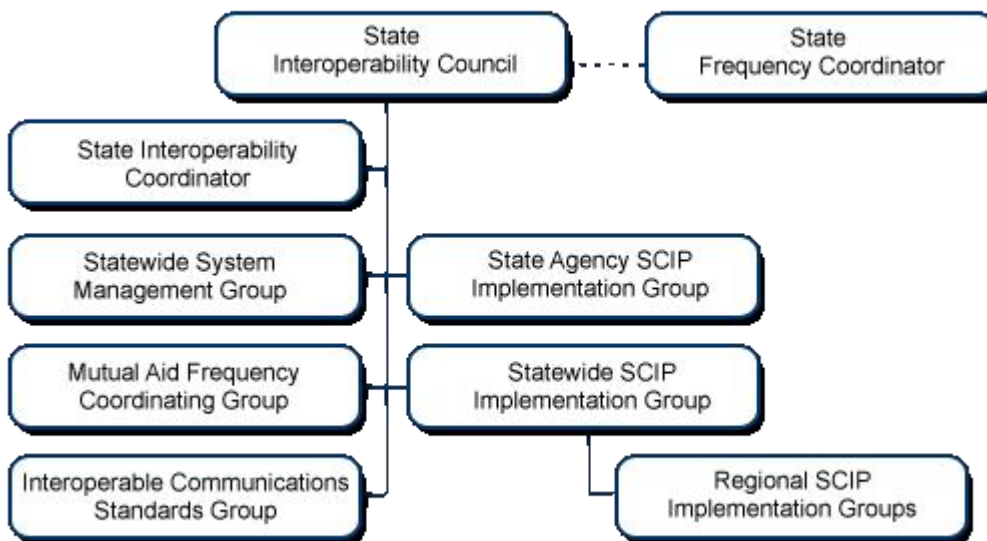 State
Interoperability Council
State
Frequency Coordinator
State Interoperability
Coordinator
Statewide System
Management Group
State Agency SCIP
Implementation Group
Mutual Aid Frequency
Coordinating Group
Statewide SCIP
Implementation Group
Interoperable Communications
Standards Group
Regional SCIP
Implementation Groups